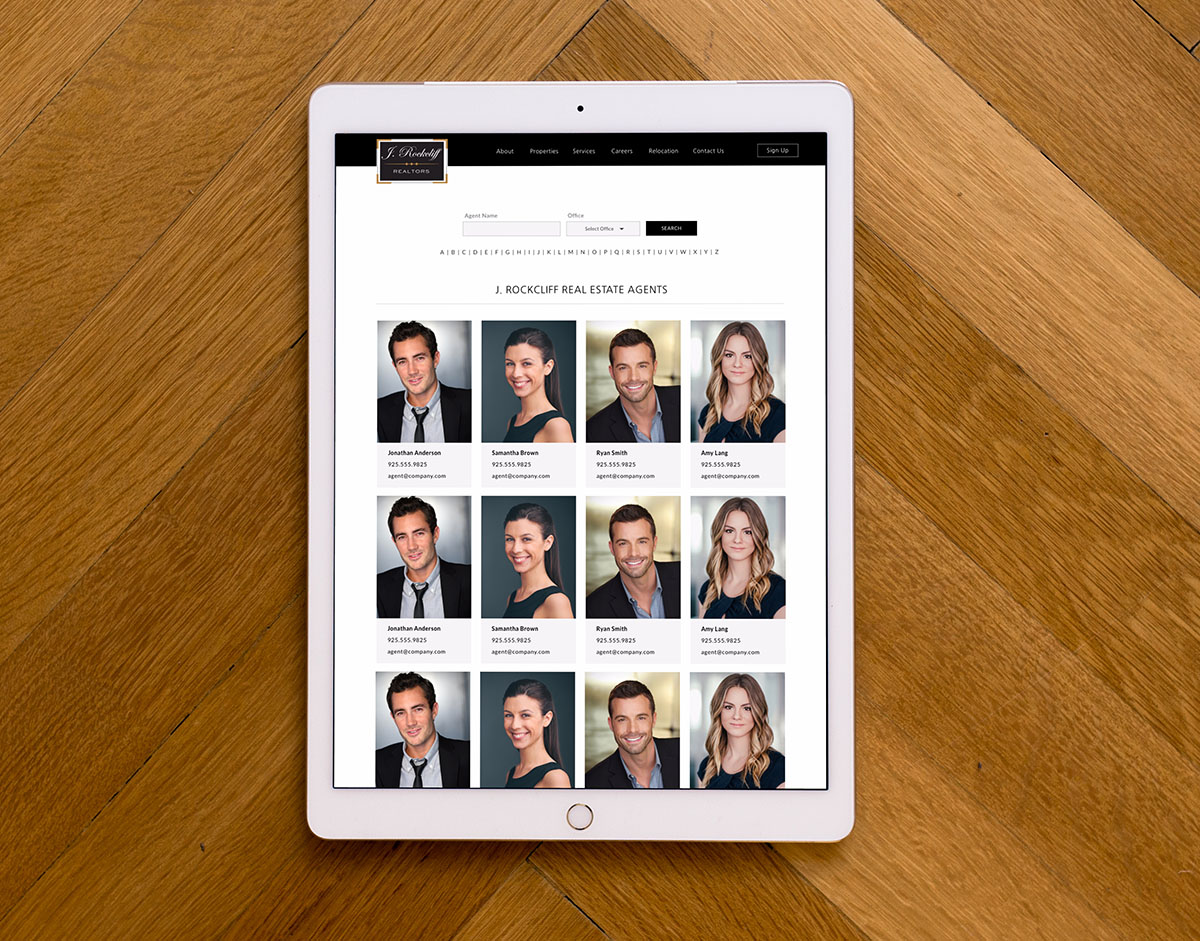 J. Rockcliff
REALTORS
About Properties Services Careers Relocation Contact Us Sign Up
Agent Name Office
Select Office SEARCH
A | B | C | D | E | F | G | H | I | J | K | L | M | N | O | P | Q | R | S | T | U | V | W | X | Y | Z
J. ROCKCLIFF REAL ESTATE AGENTS
Jonathan Anderson Samantha Brown Ryan Smith Amy Lang
925.555.9825 925.555.9825 925.555.9825 925.555.9825
agent@company.com agent@company.com agent@company.com agent@company.com
Jonathan Anderson Samantha Brown Ryan Smith Amy Lang
925.555.9825 925.555.9825 925.555.9825 925.555.9825
agent@company.com agent@company.com agent@company.com agent@company.com